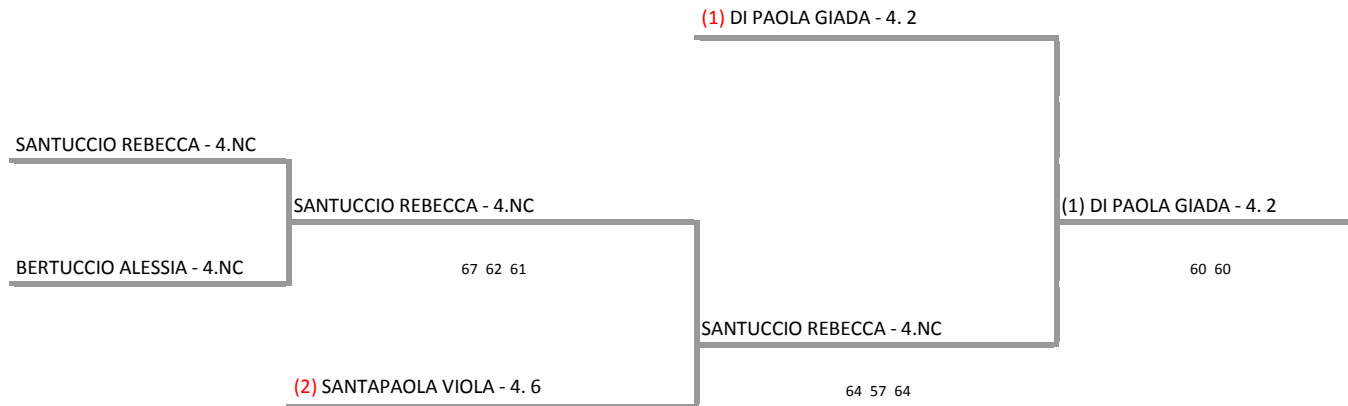 (1) DI PAOLA GIADA - 4. 2
SANTUCCIO REBECCA - 4.NC
SANTUCCIO REBECCA - 4.NC
(1) DI PAOLA GIADA - 4. 2
BERTUCCIO ALESSIA - 4.NC
67 62 61
60 60
SANTUCCIO REBECCA - 4.NC
(2) SANTAPAOLA VIOLA - 4. 6
64 57 64